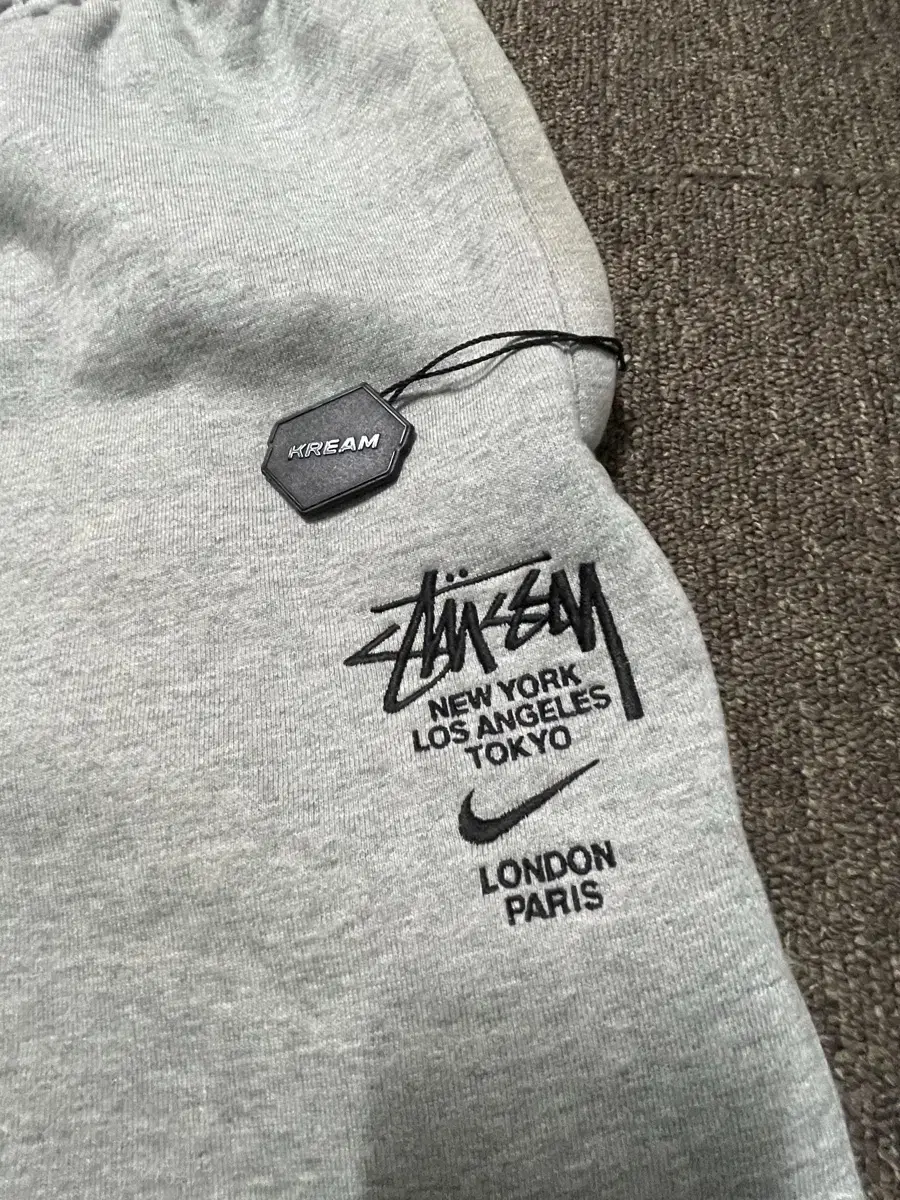 KREAM
STÜSSY
NEW YORK
LOS ANGELES
TOKYO
LONDON
PARIS